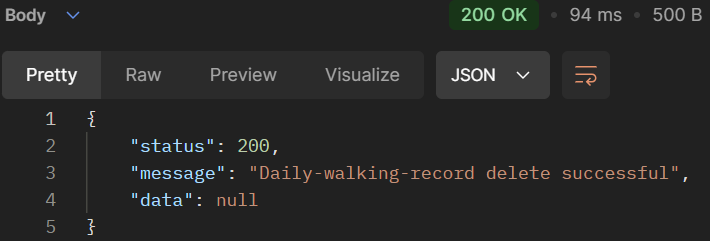 Body 200 OK • 94 ms • 500 B
Pretty Raw Preview Visualize JSON
1 {
2     "status": 200,
3     "message": "Daily-walking-record delete successful",
4     "data": null
5 }